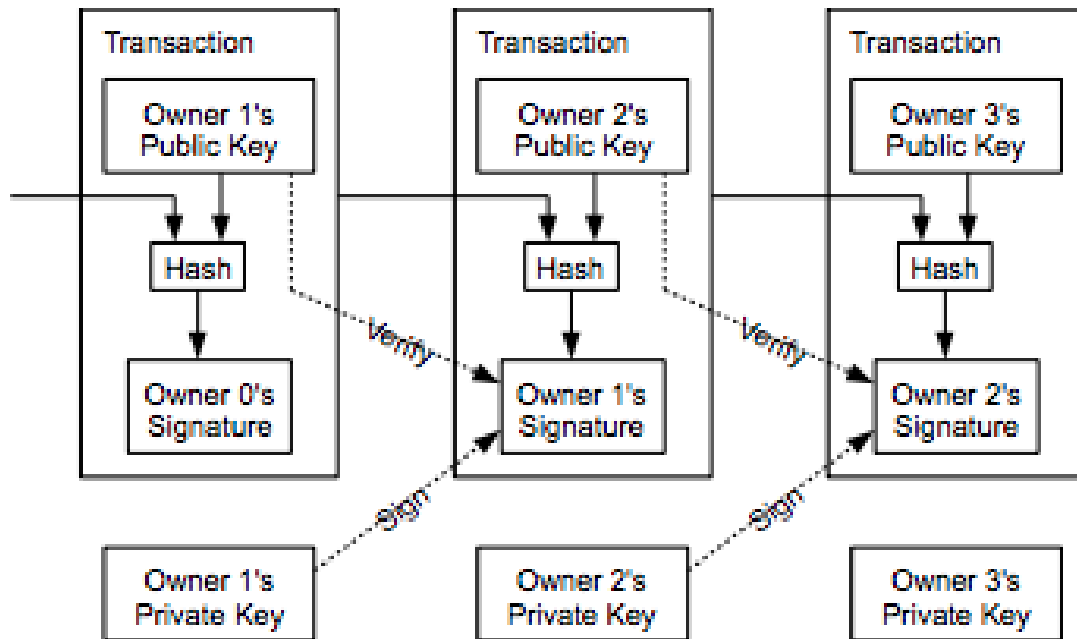 Transaction
Owner 1's
Public Key
Hash
Verify
Owner 0's
Signature
Sign
Owner 1's
Private Key
Transaction
Owner 2's
Public Key
Hash
Verify
Owner 1's
Signature
Sign
Owner 2's
Private Key
Transaction
Owner 3's
Public Key
Hash
Owner 2's
Signature
Owner 3's
Private Key